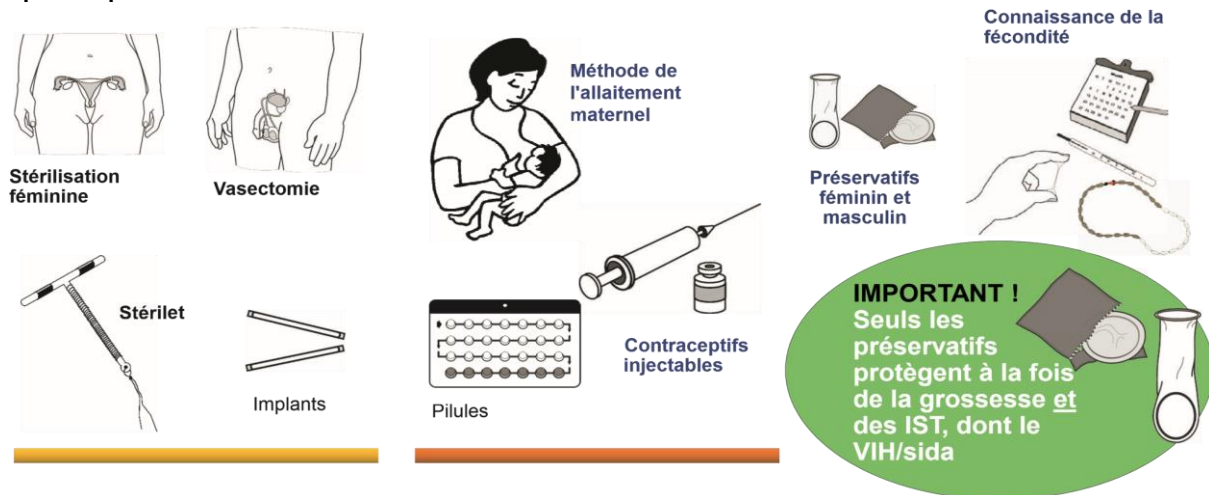 Stérilisation
féminine
Vasectomie
Stérilet
Implants
Méthode de
l'allaitement
maternel
Contraceptifs
injectables
Pilules
Connaissance de la
fécondité
Préservatifs
féminin et
masculin
IMPORTANT !
Seuls les
préservatifs
protègent à la fois
de la grossesse et
des IST, dont le
VIH/sida